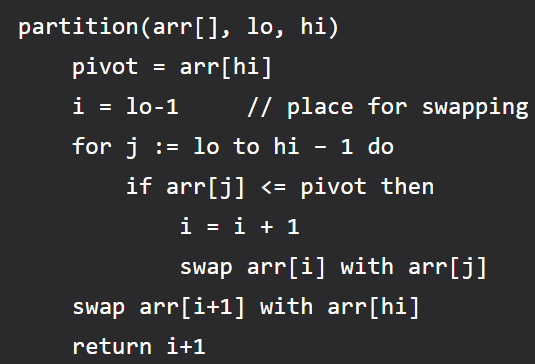 partition(arr[], lo, hi)
    pivot = arr[hi]
    i = lo-1     // place for swapping
    for j := lo to hi – 1 do
        if arr[j] <= pivot then
            i = i + 1
            swap arr[i] with arr[j]
    swap arr[i+1] with arr[hi]
    return i+1